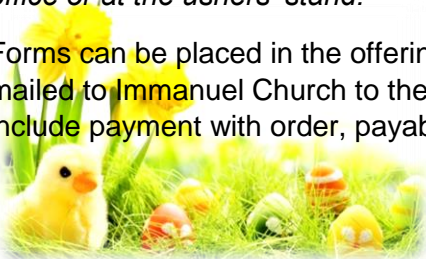 office or at the ushers' stand.
Forms can be placed in the offerin
mailed to Immanuel Church to the
include payment with order, payab